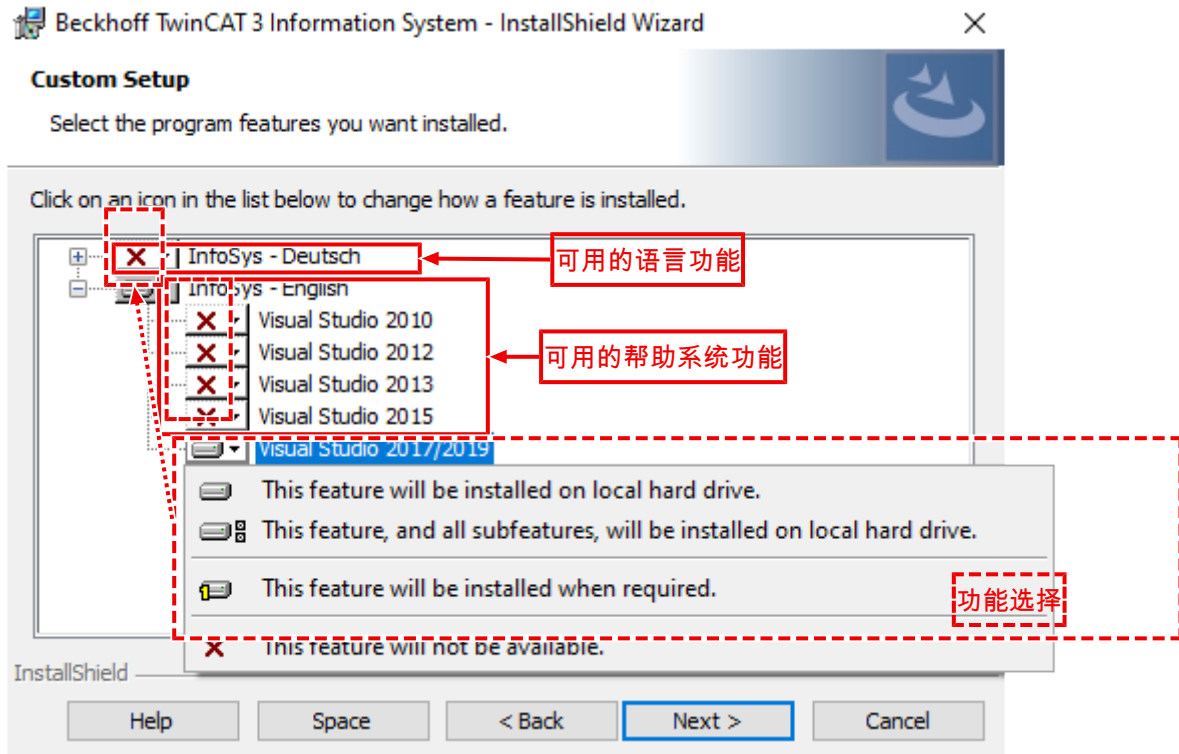 Beckhoff TwinCAT 3 Information System - InstallShield Wizard
Custom Setup
Select the program features you want installed.
Click on an icon in the list below to change how a feature is installed.
InfoSys - Deutsch
可用的语言功能
InfoSys - English
Visual Studio 2010
Visual Studio 2012
可用的帮助系统功能
Visual Studio 2013
Visual Studio 2015
Visual Studio 2017/2019
This feature will be installed on local hard drive.
This feature, and all subfeatures, will be installed on local hard drive.
This feature will be installed when required.
功能选择
This feature will not be available.
InstallShield
Help
Space
< Back
Next >
Cancel